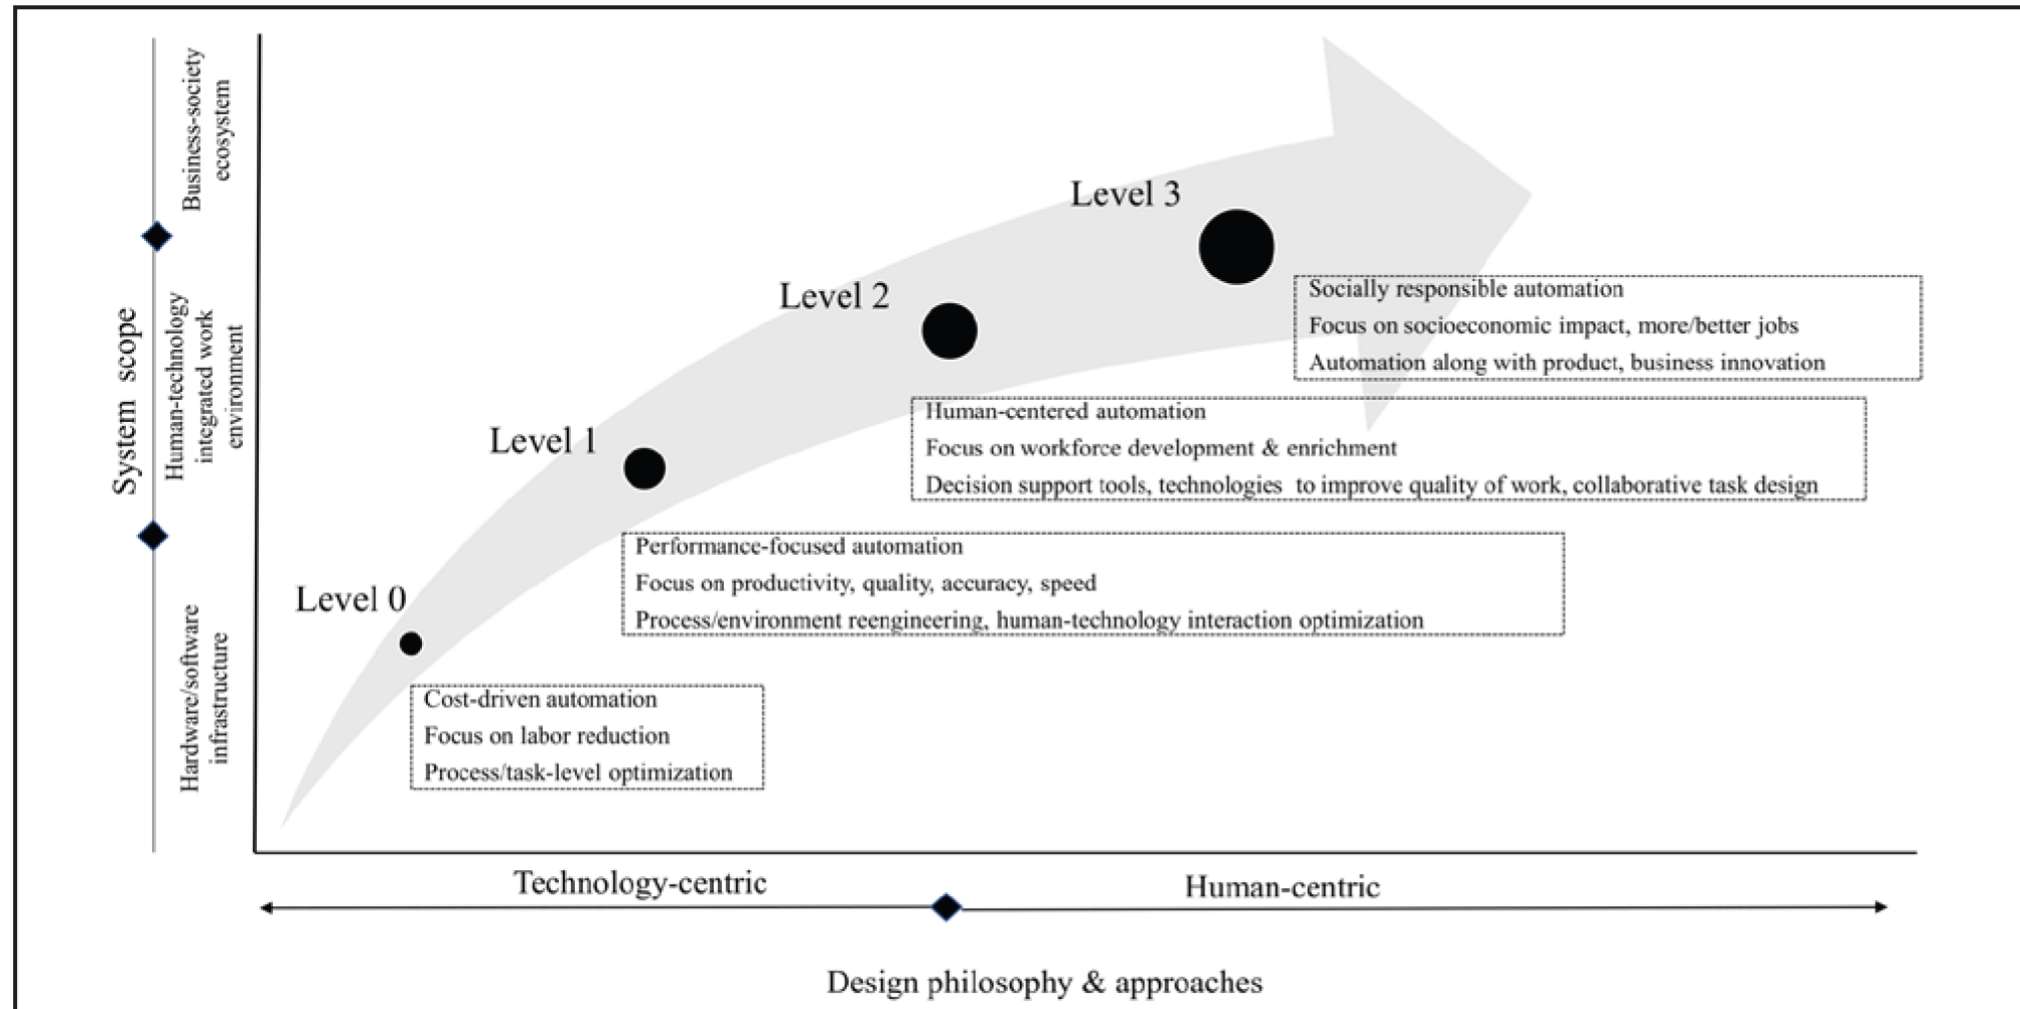 System scope
Business-society
ecosystem
Human-technology
integrated work
environment
Hardware/software
infrastructure
Level 3
Socially responsible automation
Focus on socioeconomic impact, more/better jobs
Automation along with product, business innovation
Level 2
Human-centered automation
Focus on workforce development & enrichment
Decision support tools, technologies to improve quality of work, collaborative task design
Level 1
Performance-focused automation
Focus on productivity, quality, accuracy, speed
Process/environment reengineering, human-technology interaction optimization
Level 0
Cost-driven automation
Focus on labor reduction
Process/task-level optimization
Technology-centric
Human-centric
Design philosophy & approaches